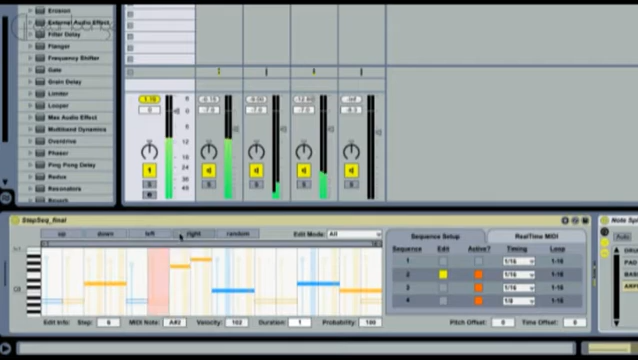 Erosion
External Audio Effect
Filter Delay
Flanger
Frequency Shifter
Gate
Grain Delay
Limiter
Looper
Max Audio Effect
Multiband Dynamics
Overdrive
Phaser
Ping Pong Delay
Redux
Resonators
Reverb
StepSeq_final
up down left right random Edit Mode: All
Sequence Setup RealTime MIDI
Sequence Edit Active? Timing Loop
1 1/16 1-16
2 1/16 1-16
3 1/16 1-16
4 1/8 1-16
Edit Info: Step: 6 MIDI Note: A#2 Velocity: 102 Duration: 1 Probability: 100 Pitch Offset: 0 Time Offset: 0
Auto
PAD